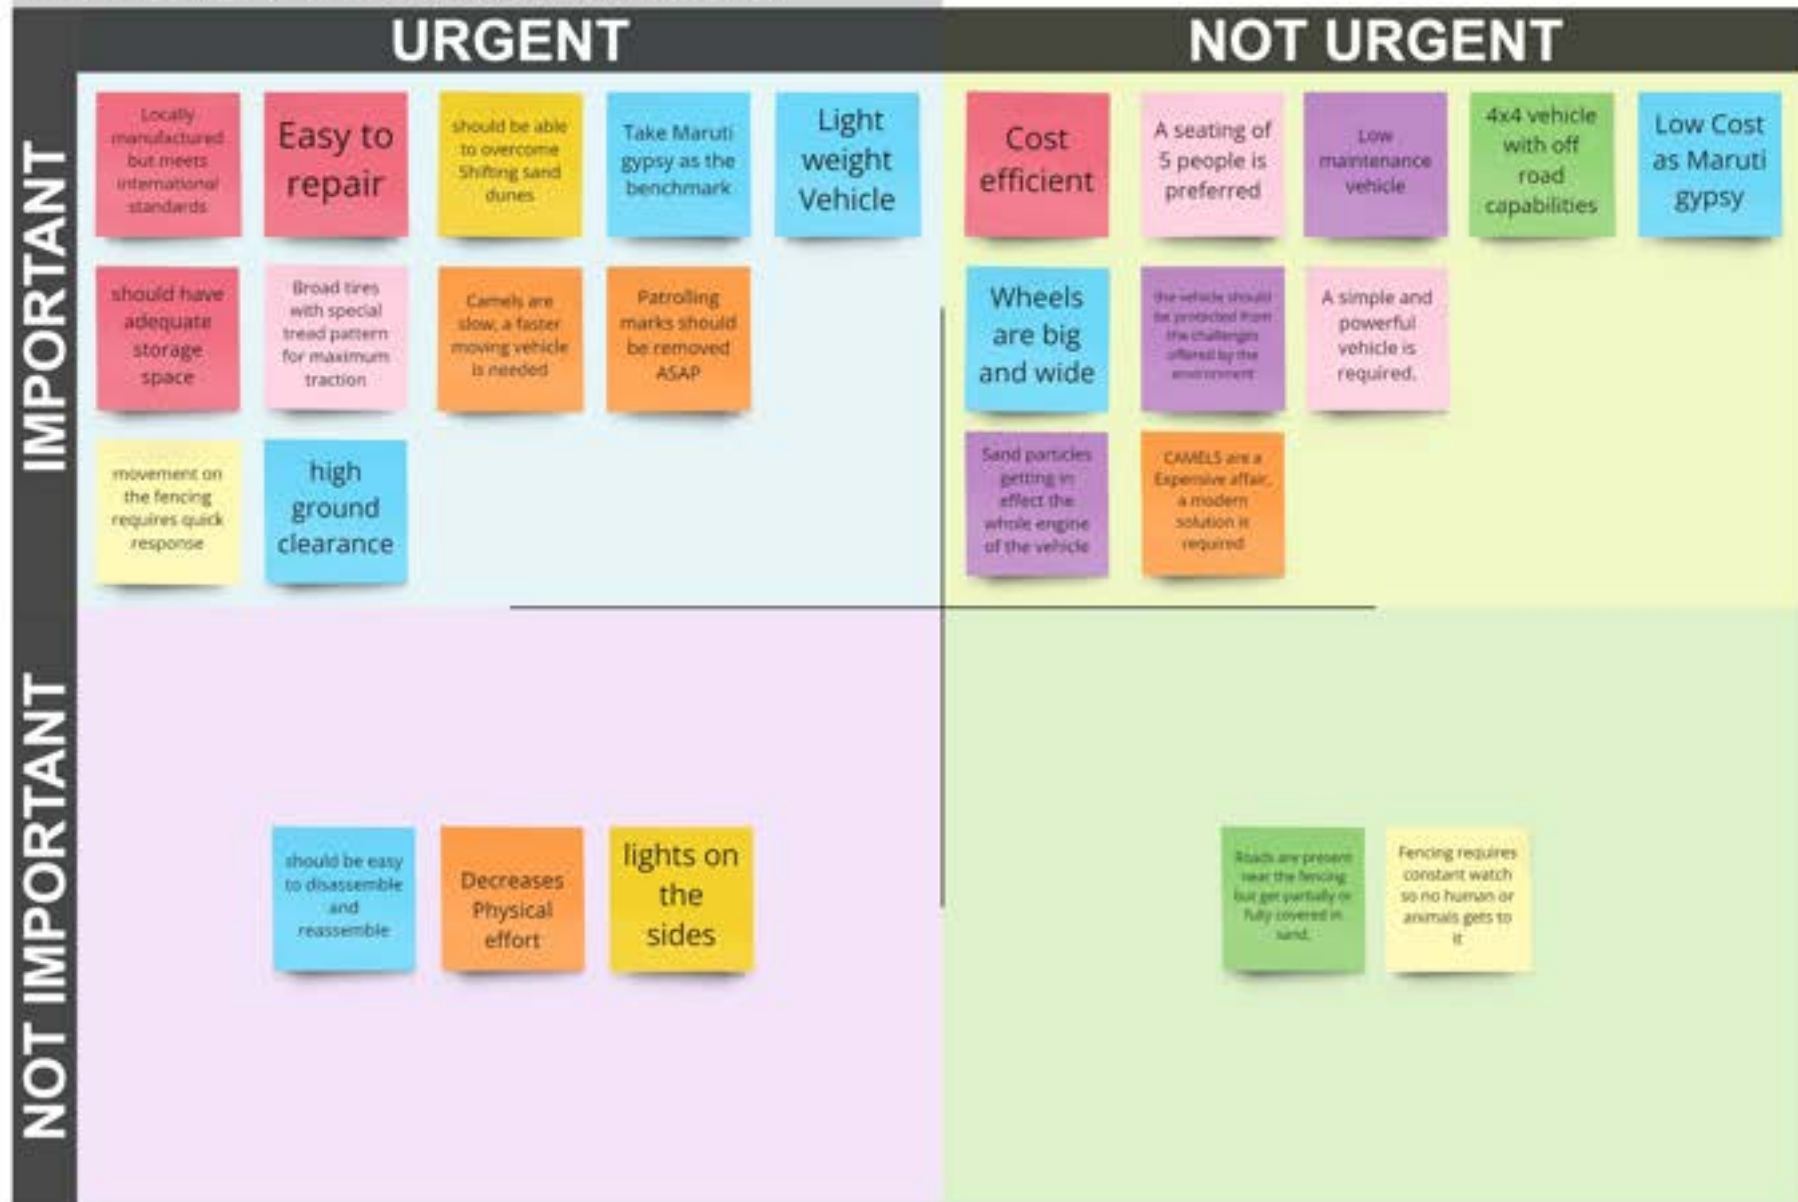 URGENT
NOT URGENT
IMPORTANT
Locally
manufactured
but meets
international
standards
Easy to
repair
should be able
to overcome
Shifting sand
dunes
Take Maruti
gypsy as the
benchmark
Light
weight
Vehicle
should have
adequate
storage
space
Broad tires
with special
tread pattern
for maximum
traction
Camels are
slow, a faster
moving vehicle
is needed
Patrolling
marks should
be removed
ASAP
movement on
the fencing
requires quick
response
high
ground
clearance
Cost
efficient
A seating of
5 people is
preferred
Low
maintenance
vehicle
4x4 vehicle
with off
road
capabilities
Low Cost
as Maruti
gypsy
Wheels
are big
and wide
the vehicle should
be protected from
the challenges
offered by the
environment
A simple and
powerful
vehicle is
required.
Sand particles
getting in
effect the
whole engine
of the vehicle
CAMELS are a
Expensive affair,
a modern
solution is
required
NOT IMPORTANT
should be easy
to disassemble
and
reassemble
Decreases
Physical
effort
lights on
the
sides
Roads are present
near the fencing
but get partially or
fully covered in
sand.
Fencing requires
constant watch
so no human or
animals gets to
it